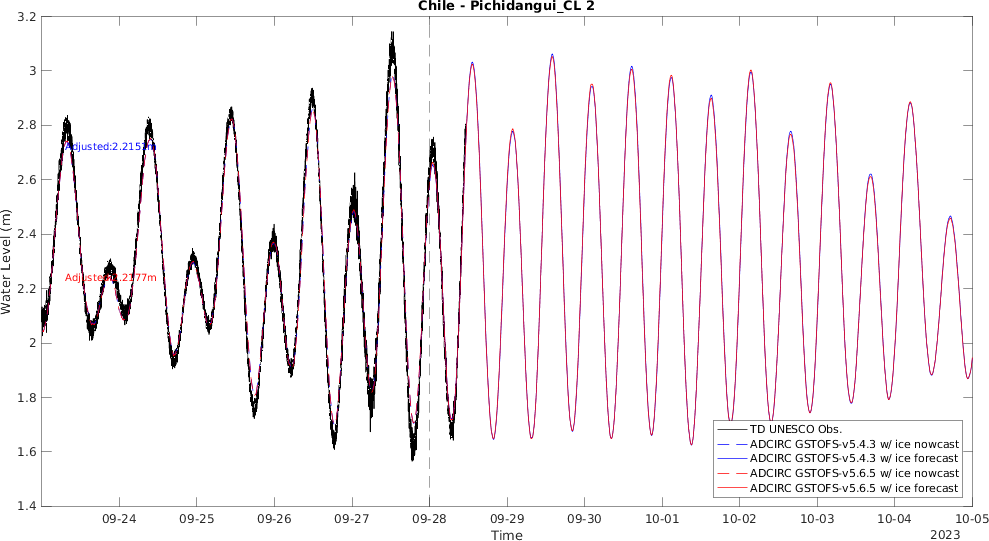 Chile - Pichidangui_CL 2
3.2
3
2.8
2.6
2.4
2.2
2
1.8
1.6
1.4
Water Level (m)
Adjusted:2.2157m
Adjusted:2.2177m
TD UNESCO Obs.
ADCIRC GSTOFS-v5.4.3 w/ ice nowcast
ADCIRC GSTOFS-v5.4.3 w/ ice forecast
ADCIRC GSTOFS-v5.6.5 w/ ice nowcast
ADCIRC GSTOFS-v5.6.5 w/ ice forecast
09-24
09-25
09-26
09-27
09-28
09-29
09-30
10-01
10-02
10-03
10-04
10-05
Time
2023